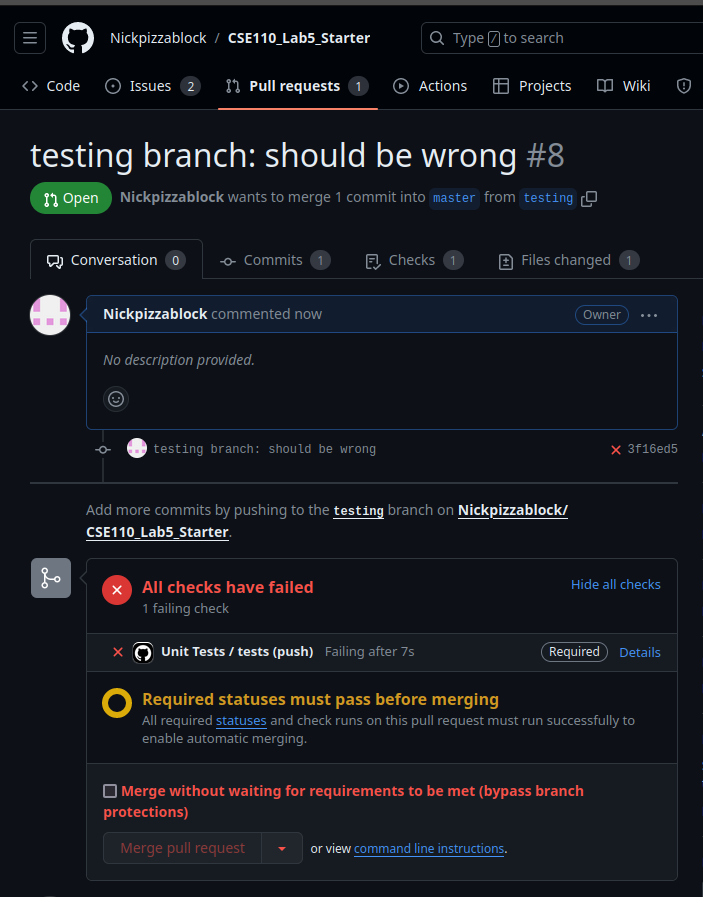 Nickpizzablock / CSE110_Lab5_Starter
Type / to search
Code
Issues 2
Pull requests 1
Actions
Projects
Wiki
testing branch: should be wrong #8
Open
Nickpizzablock wants to merge 1 commit into master from testing
Conversation 0
Commits 1
Checks 1
Files changed 1
Nickpizzablock commented now
Owner
No description provided.
testing branch: should be wrong
3f16ed5
Add more commits by pushing to the testing branch on Nickpizzablock/
CSE110_Lab5_Starter.
All checks have failed
Hide all checks
1 failing check
Unit Tests / tests (push) Failing after 7s
Required
Details
Required statuses must pass before merging
All required statuses and check runs on this pull request must run successfully to
enable automatic merging.
Merge without waiting for requirements to be met (bypass branch
protections)
Merge pull request
or view command line instructions.